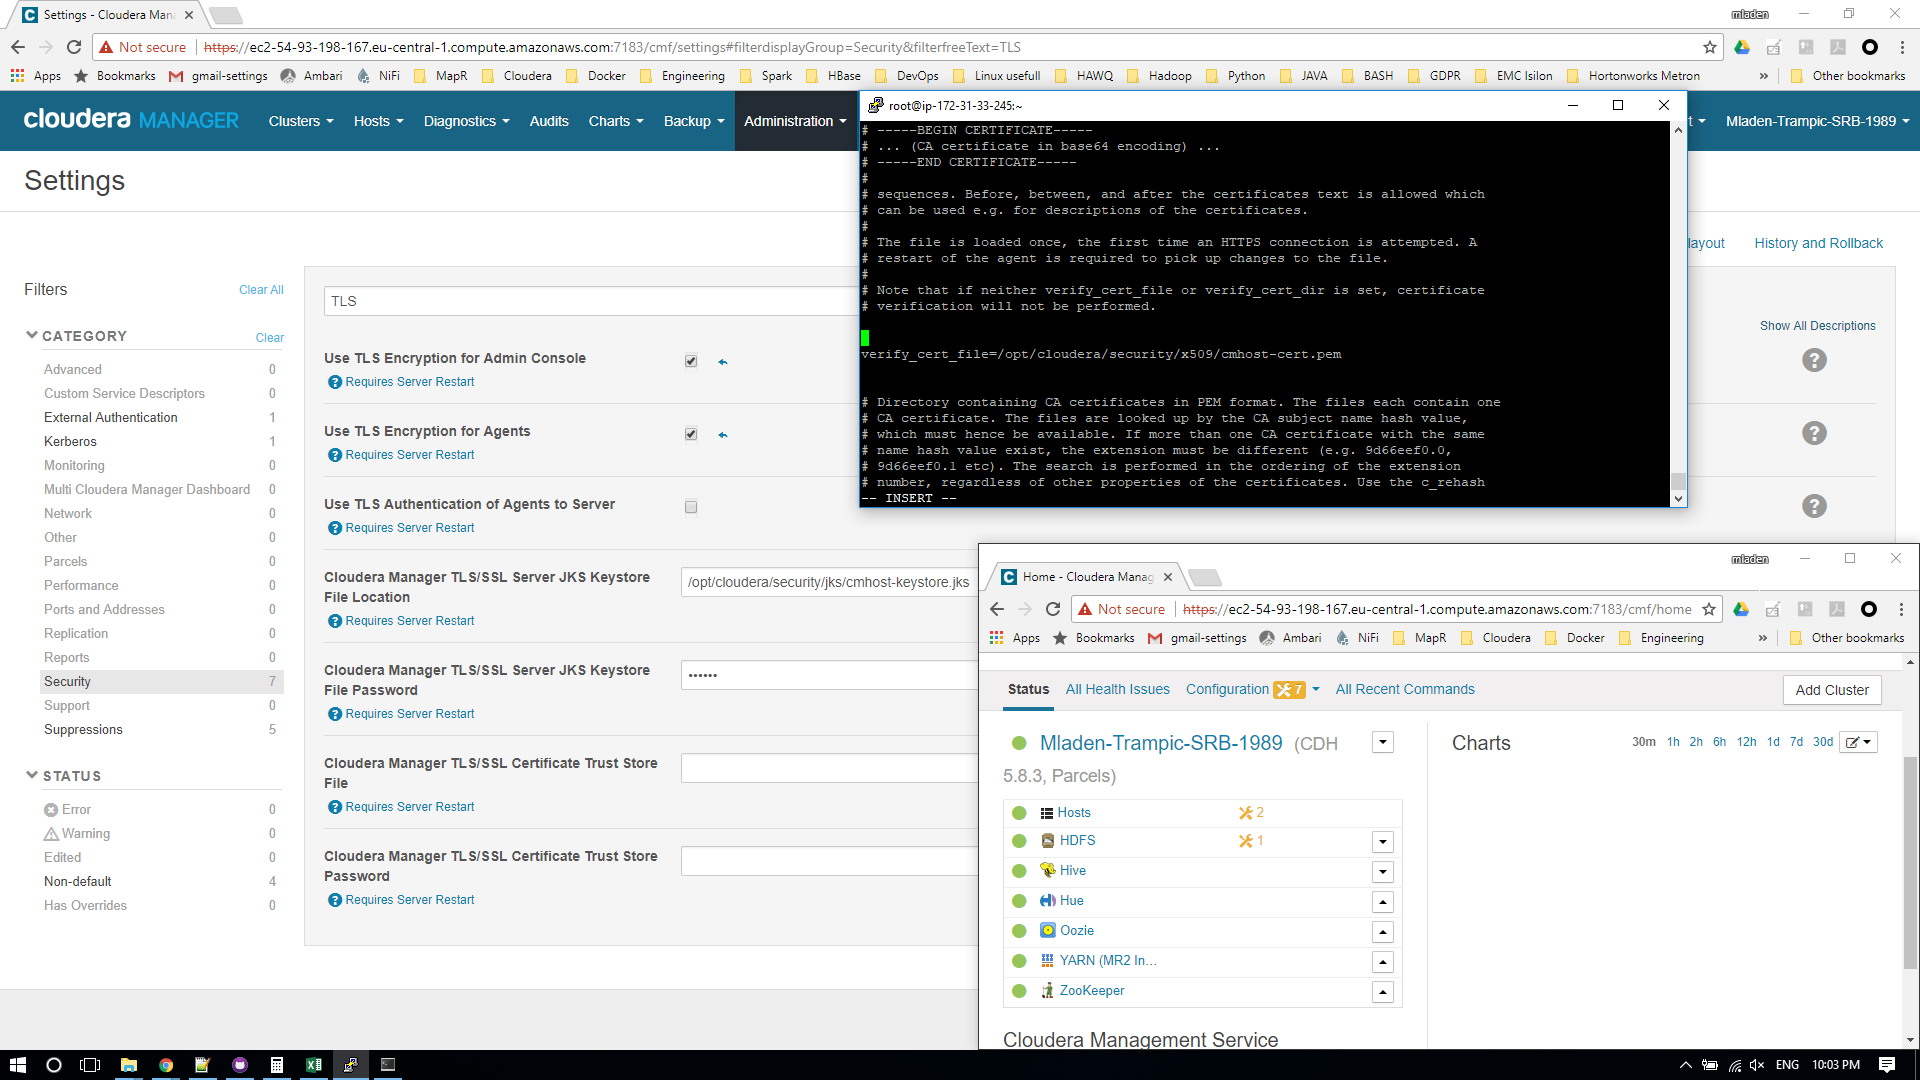 Settings - Cloudera Mana
mladen
Not secure https://ec2-54-93-198-167.eu-central-1.compute.amazonaws.com:7183/cmf/settings#filterdisplayGroup=Security&filterfreeText=TLS
Apps Bookmarks gmail-settings Ambari NiFi MapR Cloudera Docker Engineering Spark HBase DevOps Linux usefull HAWQ Hadoop Python JAVA BASH GDPR EMC Isilon Hortonworks Metron » Other bookmarks
cloudera MANAGER Clusters Hosts Diagnostics Audits Charts Backup Administration t Mladen-Trampic-SRB-1989
Settings
layout History and Rollback
Filters Clear All
CATEGORY Clear
Advanced 0
Custom Service Descriptors 0
External Authentication 1
Kerberos 1
Monitoring 0
Multi Cloudera Manager Dashboard 0
Network 0
Other 0
Parcels 0
Performance 0
Ports and Addresses 0
Replication 0
Reports 0
Security 7
Support 0
Suppressions 5
STATUS
Error 0
Warning 0
Edited 0
Non-default 4
Has Overrides 0
TLS
Show All Descriptions
Use TLS Encryption for Admin Console
Requires Server Restart
Use TLS Encryption for Agents
Requires Server Restart
Use TLS Authentication of Agents to Server
Requires Server Restart
Cloudera Manager TLS/SSL Server JKS Keystore
File Location
/opt/cloudera/security/jks/cmhost-keystore.jks
Requires Server Restart
Cloudera Manager TLS/SSL Server JKS Keystore
File Password
••••••
Requires Server Restart
Cloudera Manager TLS/SSL Certificate Trust Store
File
Requires Server Restart
Cloudera Manager TLS/SSL Certificate Trust Store
Password
Requires Server Restart
root@ip-172-31-33-245:~
# -----BEGIN CERTIFICATE-----
# ... (CA certificate in base64 encoding) ...
# -----END CERTIFICATE-----
#
# sequences. Before, between, and after the certificates text is allowed which
# can be used e.g. for descriptions of the certificates.
#
# The file is loaded once, the first time an HTTPS connection is attempted. A
# restart of the agent is required to pick up changes to the file.
#
# Note that if neither verify_cert_file or verify_cert_dir is set, certificate
# verification will not be performed.
verify_cert_file=/opt/cloudera/security/x509/cmhost-cert.pem
# Directory containing CA certificates in PEM format. The files each contain one
# CA certificate. The files are looked up by the CA subject name hash value,
# which must hence be available. If more than one CA certificate with the same
# name hash value exist, the extension must be different (e.g. 9d66eef0.0,
# 9d66eef0.1 etc). The search is performed in the ordering of the extension
# number, regardless of other properties of the certificates. Use the c_rehash
-- INSERT --
mladen
Home - Cloudera Manag
Not secure https://ec2-54-93-198-167.eu-central-1.compute.amazonaws.com:7183/cmf/home
Apps Bookmarks gmail-settings Ambari NiFi MapR Cloudera Docker Engineering » Other bookmarks
Status All Health Issues Configuration 7 All Recent Commands Add Cluster
Mladen-Trampic-SRB-1989 (CDH
5.8.3, Parcels)
Charts 30m 1h 2h 6h 12h 1d 7d 30d
Hosts 2
HDFS 1
Hive
Hue
Oozie
YARN (MR2 In...
ZooKeeper
Cloudera Management Service
ENG 10:03 PM